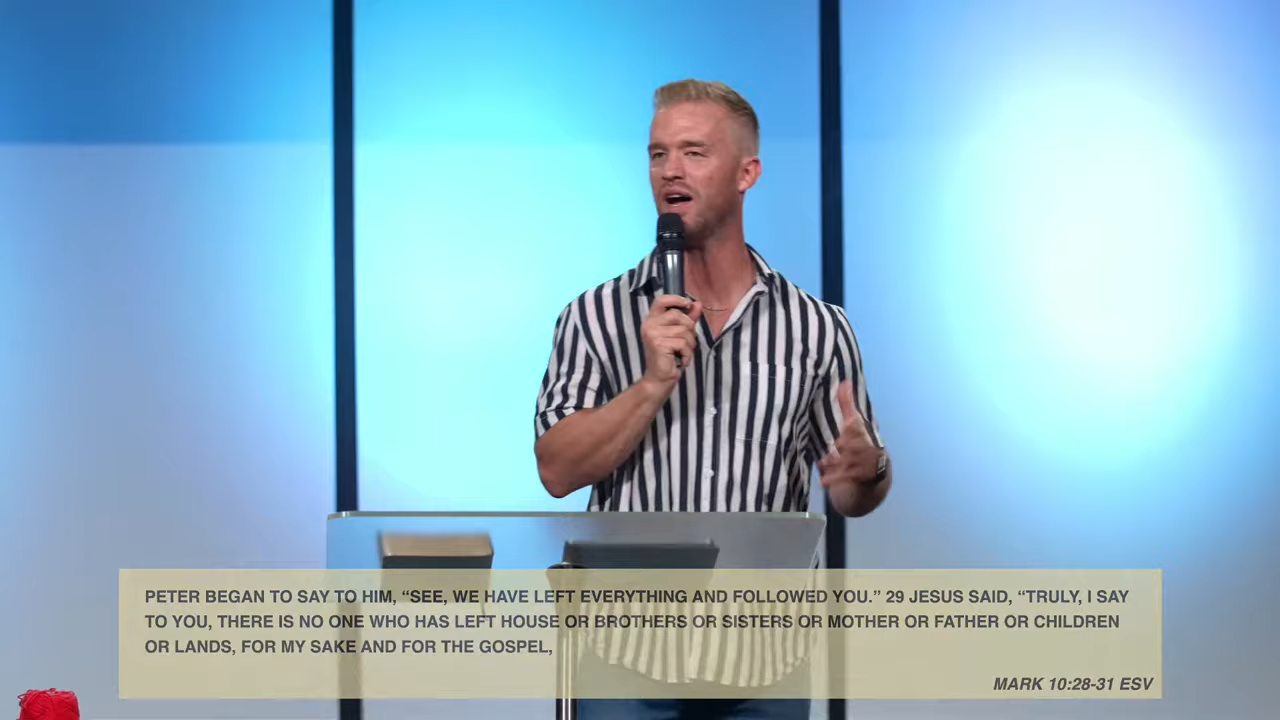 PETER BEGAN TO SAY TO HIM, “SEE, WE HAVE LEFT EVERYTHING AND FOLLOWED YOU.” 29 JESUS SAID, “TRULY, I SAY
TO YOU, THERE IS NO ONE WHO HAS LEFT HOUSE OR BROTHERS OR SISTERS OR MOTHER OR FATHER OR CHILDREN
OR LANDS, FOR MY SAKE AND FOR THE GOSPEL,
MARK 10:28-31 ESV